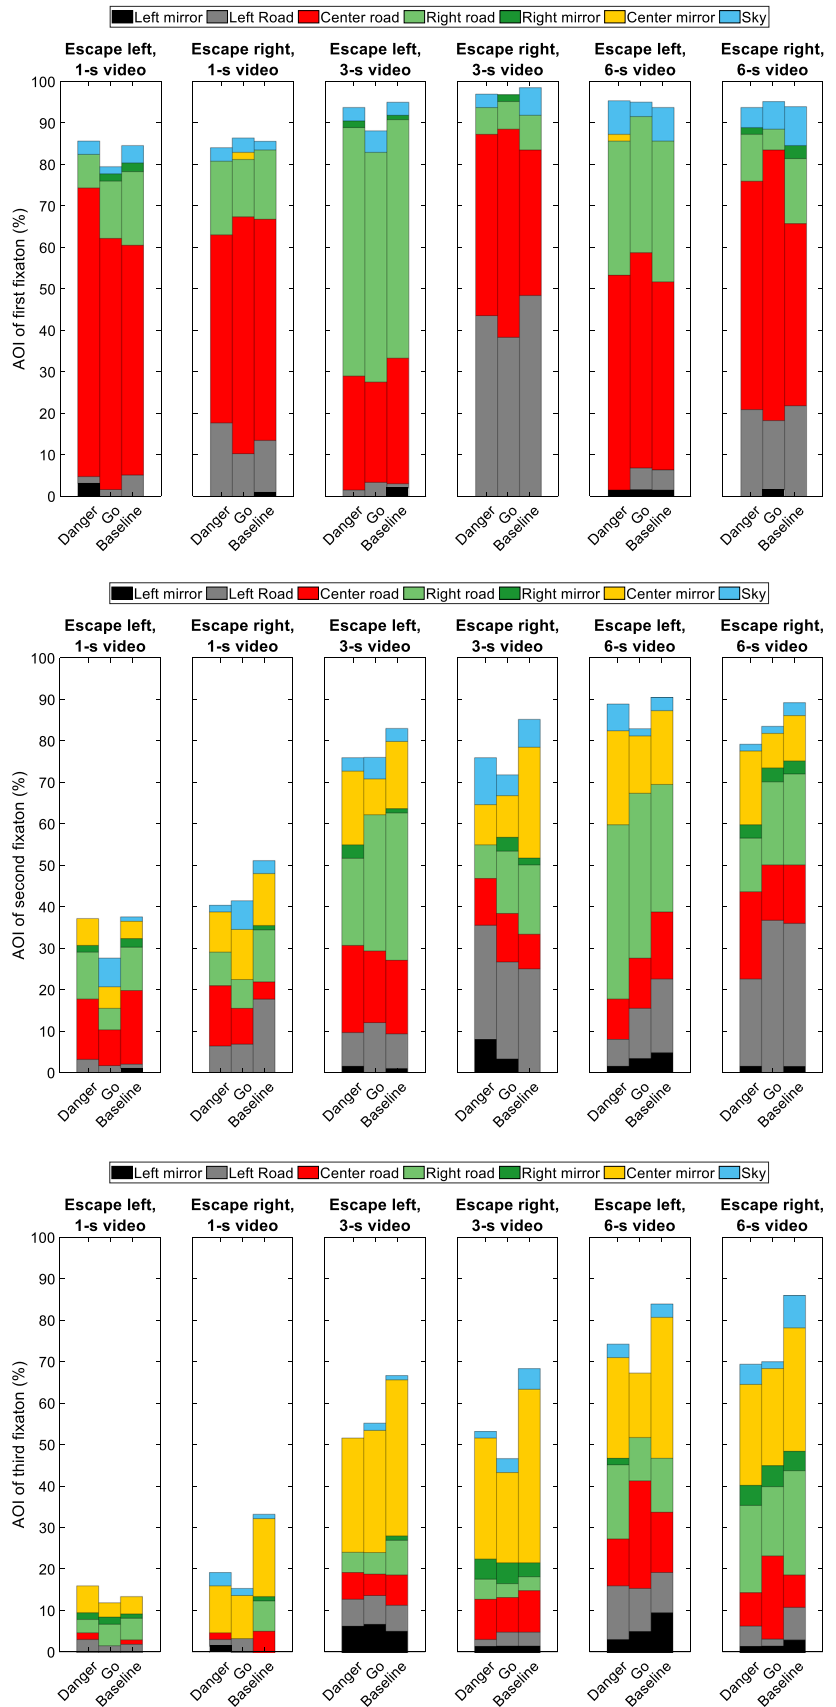 Left mirror Left Road Center road Right road Right mirror Center mirror Sky
Escape left, 1-s video
Escape right, 1-s video
Escape left, 3-s video
Escape right, 3-s video
Escape left, 6-s video
Escape right, 6-s video
AOI of first fixaton (%)
100
90
80
70
60
50
40
30
20
10
0
Danger Go Baseline
Danger Go Baseline
Danger Go Baseline
Danger Go Baseline
Danger Go Baseline
Danger Go Baseline
Left mirror Left Road Center road Right road Right mirror Center mirror Sky
Escape left, 1-s video
Escape right, 1-s video
Escape left, 3-s video
Escape right, 3-s video
Escape left, 6-s video
Escape right, 6-s video
AOI of second fixaton (%)
100
90
80
70
60
50
40
30
20
10
0
Danger Go Baseline
Danger Go Baseline
Danger Go Baseline
Danger Go Baseline
Danger Go Baseline
Danger Go Baseline
Left mirror Left Road Center road Right road Right mirror Center mirror Sky
Escape left, 1-s video
Escape right, 1-s video
Escape left, 3-s video
Escape right, 3-s video
Escape left, 6-s video
Escape right, 6-s video
AOI of third fixaton (%)
100
90
80
70
60
50
40
30
20
10
0
Danger Go Baseline
Danger Go Baseline
Danger Go Baseline
Danger Go Baseline
Danger Go Baseline
Danger Go Baseline